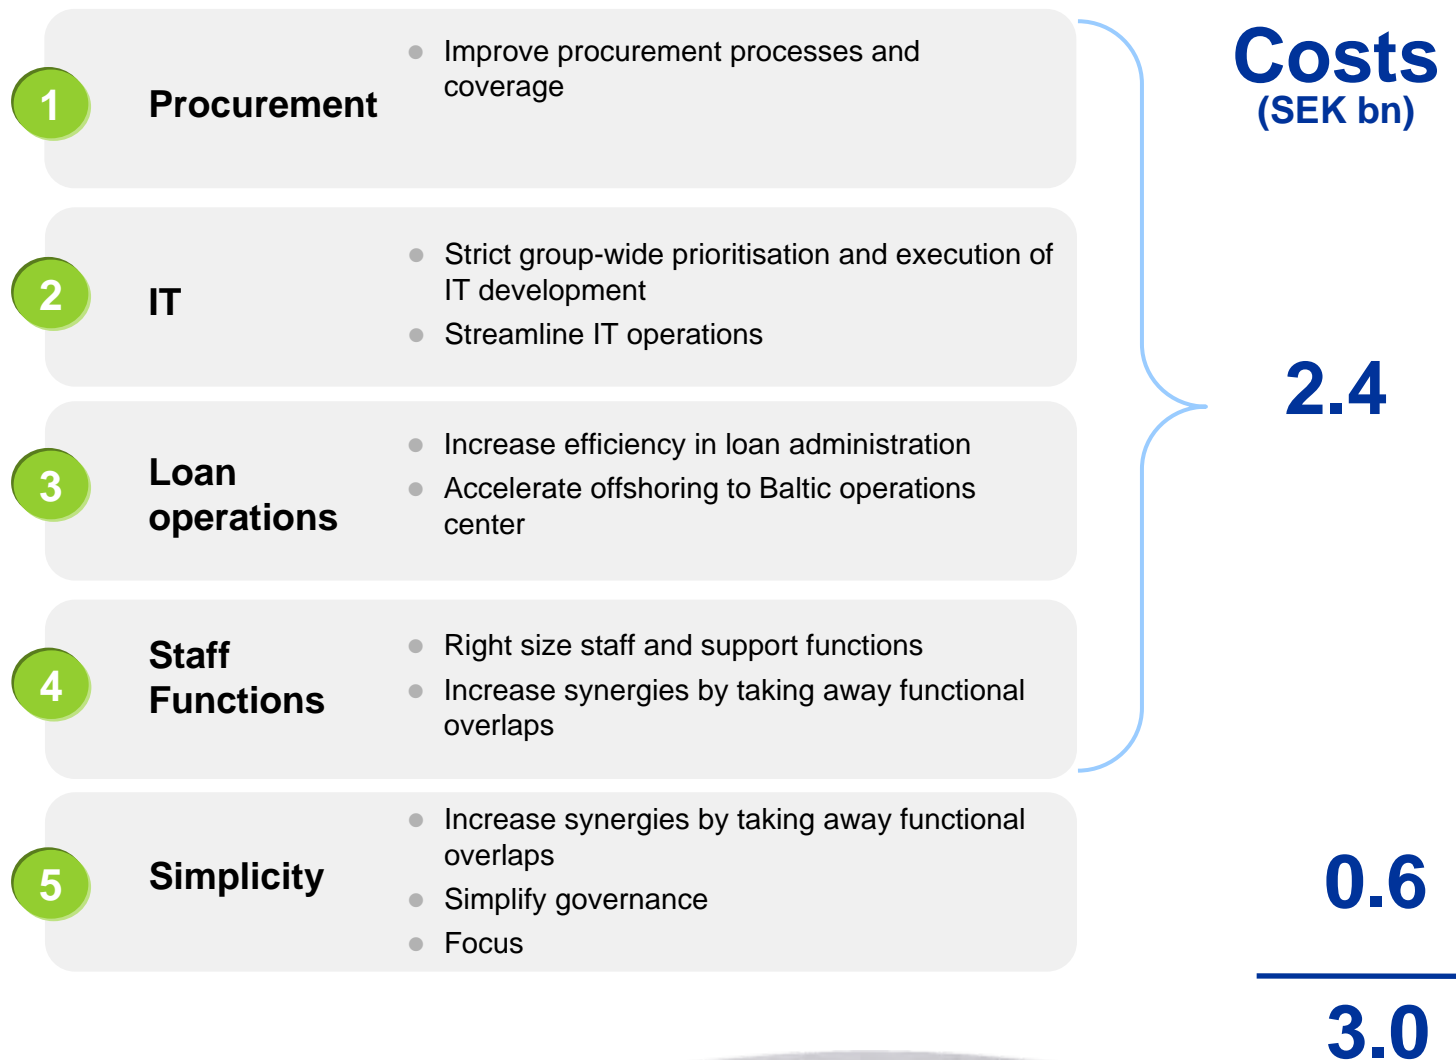 Costs
(SEK bn)
1
Procurement
Improve procurement processes and
coverage
2
IT
Strict group-wide prioritisation and execution of
IT development
Streamline IT operations
2.4
3
Loan
operations
Increase efficiency in loan administration
Accelerate offshoring to Baltic operations
center
4
Staff
Functions
Right size staff and support functions
Increase synergies by taking away functional
overlaps
5
Simplicity
Increase synergies by taking away functional
overlaps
Simplify governance
Focus
0.6
3.0